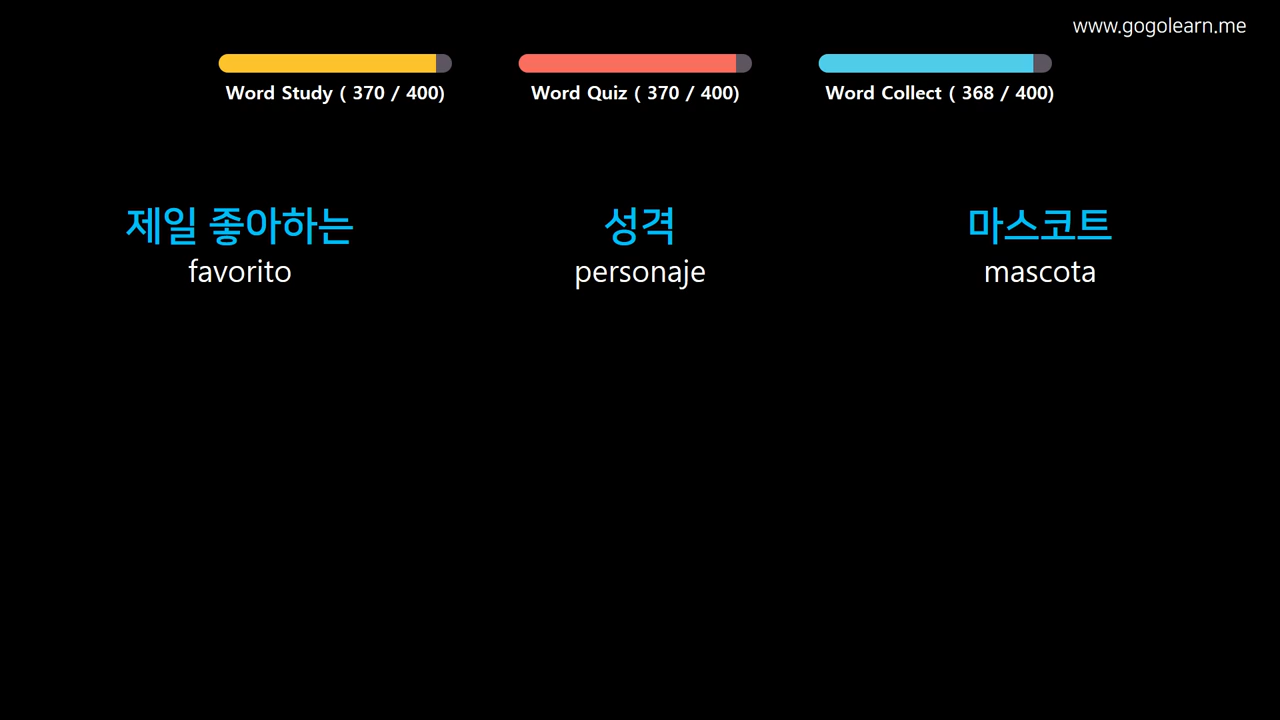 www.gogolearn.me
Word Study ( 370 / 400)
Word Quiz ( 370 / 400)
Word Collect ( 368 / 400)
제일 좋아하는
favorito
성격
personaje
마스코트
mascota